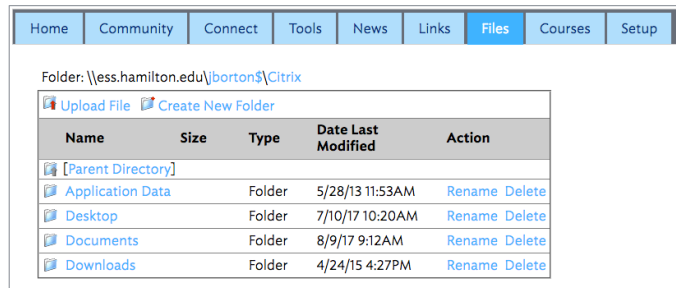 Home Community Connect Tools News Links Files Courses Setup
Folder: \\ess.hamilton.edu\jborton$\Citrix
Upload File Create New Folder
Name Size Type Date Last Modified Action
[Parent Directory]
Application Data Folder 5/28/13 11:53AM Rename Delete
Desktop Folder 7/10/17 10:20AM Rename Delete
Documents Folder 8/9/17 9:12AM Rename Delete
Downloads Folder 4/24/15 4:27PM Rename Delete